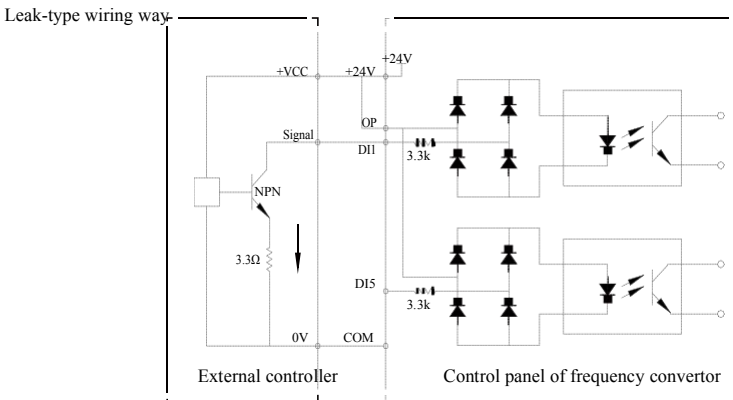 Leak-type wiring way
+24V
+VCC
+24V
OP
Signal
DI1
3.3k
NPN
3.3Ω
DI5
3.3k
0V
COM
External controller
Control panel of frequency convertor